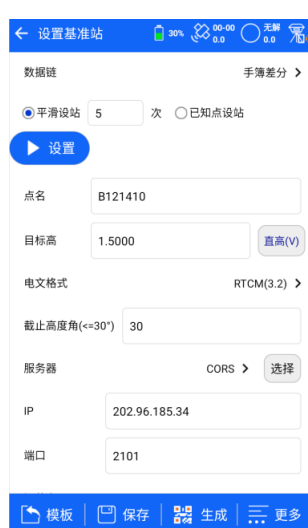 设置基准站 30% 00-00 0.0 无解 0.0
数据链 手簿差分
平滑设站 5 次 已知点设站
设置
点名 B121410
目标高 1.5000 直高(V)
电文格式 RTCM(3.2)
截止高度角(<=30°) 30
服务器 CORS 选择
IP 202.96.185.34
端口 2101
模板 保存 生成 更多